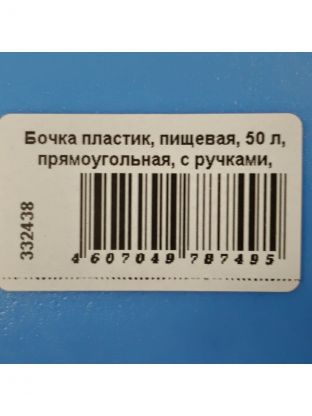 Бочка пластик, пищевая, 50 л,
прямоугольная, с ручками,
332438
4 607049 787495